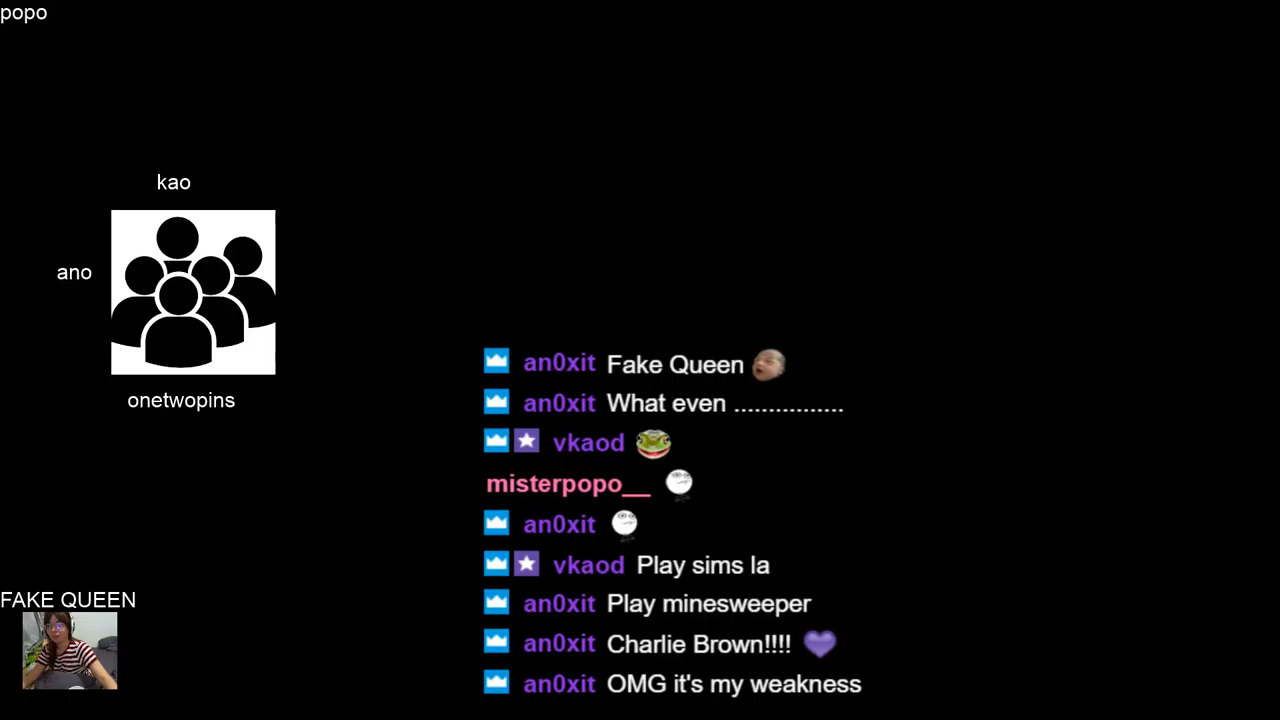 popo
kao
ano
onetwopins
an0xit Fake Queen
an0xit What even ................
vkaod
misterpopo__
an0xit
vkaod Play sims la
an0xit Play minesweeper
an0xit Charlie Brown!!!!
an0xit OMG it's my weakness
FAKE QUEEN